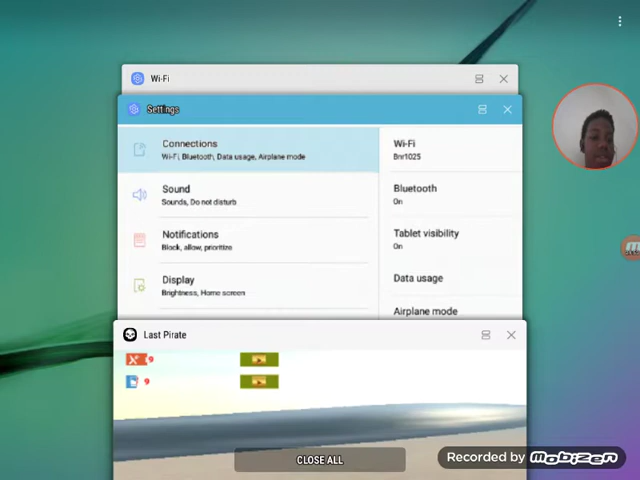 Wi-Fi
Settings
Connections
Wi-Fi, Bluetooth, Data usage, Airplane mode
Sound
Sounds, Do not disturb
Notifications
Block, allow, prioritize
Display
Brightness, Home screen
Wi-Fi
Bnr1025
Bluetooth
On
Tablet visibility
On
Data usage
Airplane mode
Last Pirate
9
9
CLOSE ALL
Recorded by Mobizen